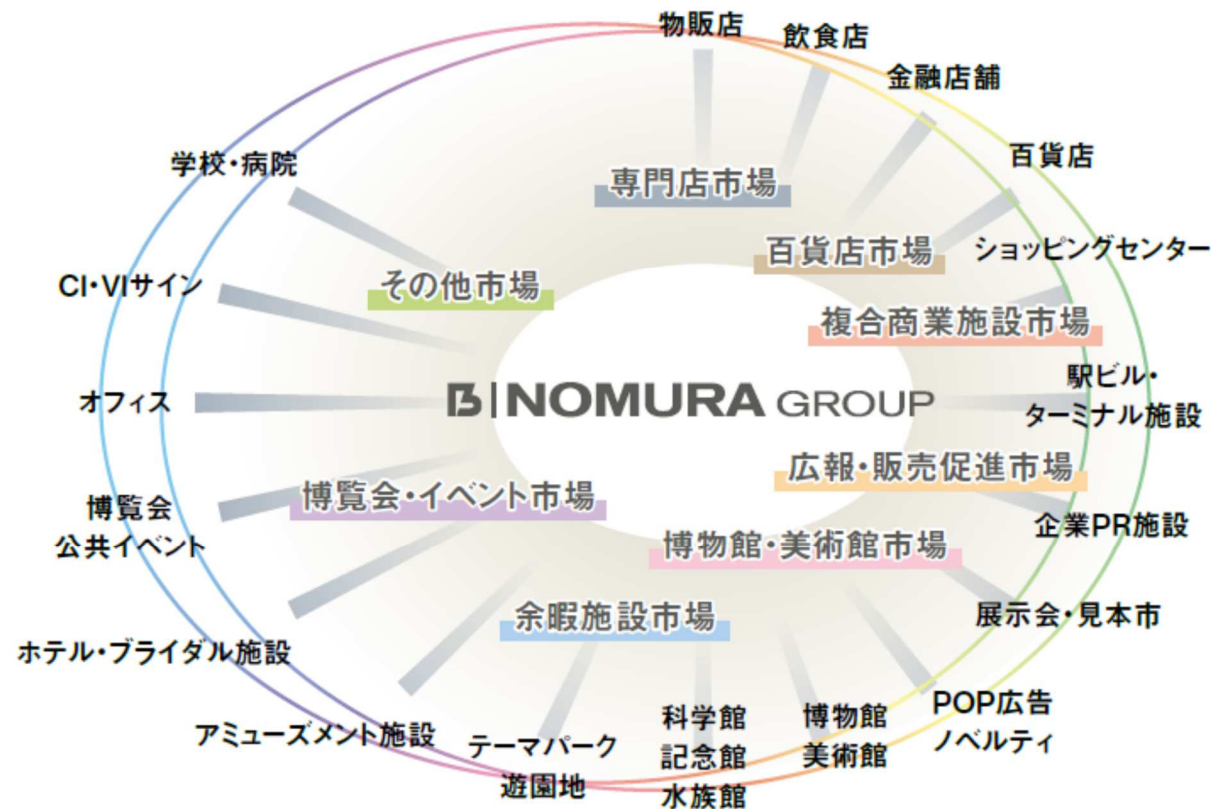 物販店
飲食店
金融店舗
百貨店
ショッピングセンター
駅ビル・
ターミナル施設
企業PR施設
展示会・見本市
POP広告
ノベルティ
博物館
美術館
科学館
記念館
水族館
テーマパーク
遊園地
アミューズメント施設
ホテル・ブライダル施設
博覧会
公共イベント
オフィス
CI・VIサイン
学校・病院
専門店市場
百貨店市場
複合商業施設市場
広報・販売促進市場
博物館・美術館市場
余暇施設市場
博覧会・イベント市場
その他市場
NOMURA GROUP